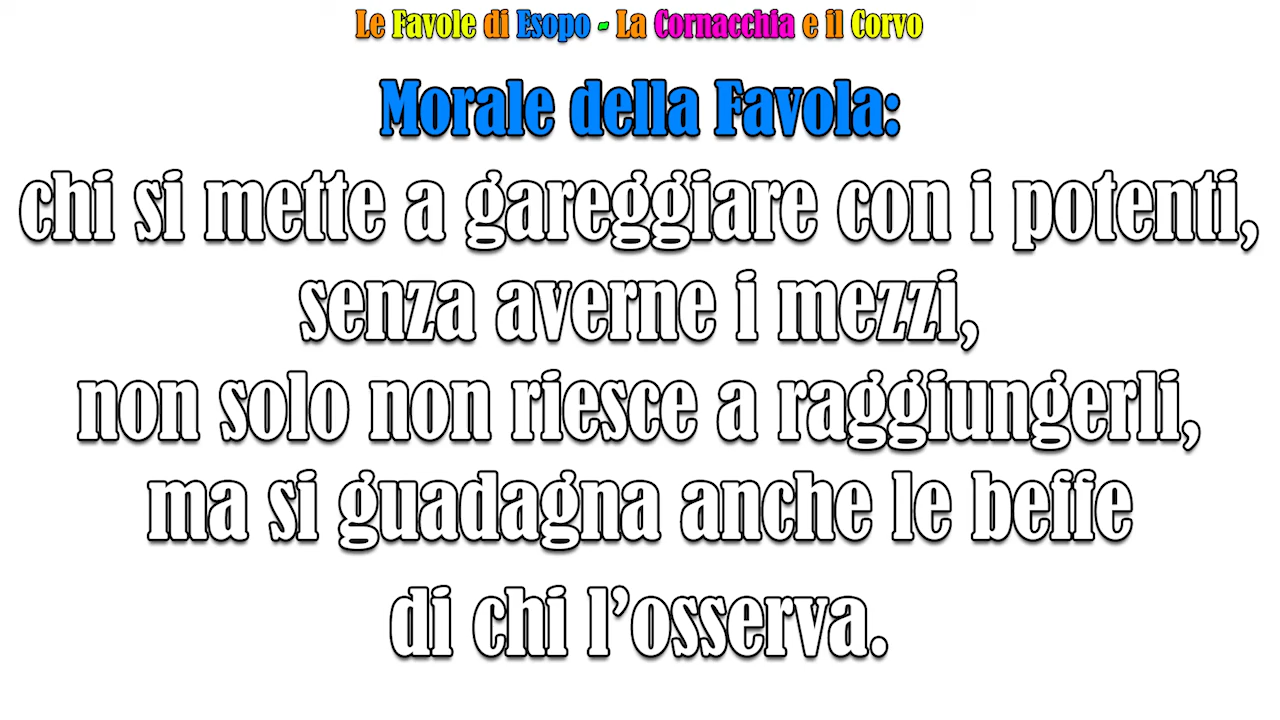 Le Favole di Esopo - La Cornacchia e il Corvo
Morale della Favola:
chi si mette a gareggiare con i potenti,
senza averne i mezzi,
non solo non riesce a raggiungerli,
ma si guadagna anche le beffe
di chi l’osserva.